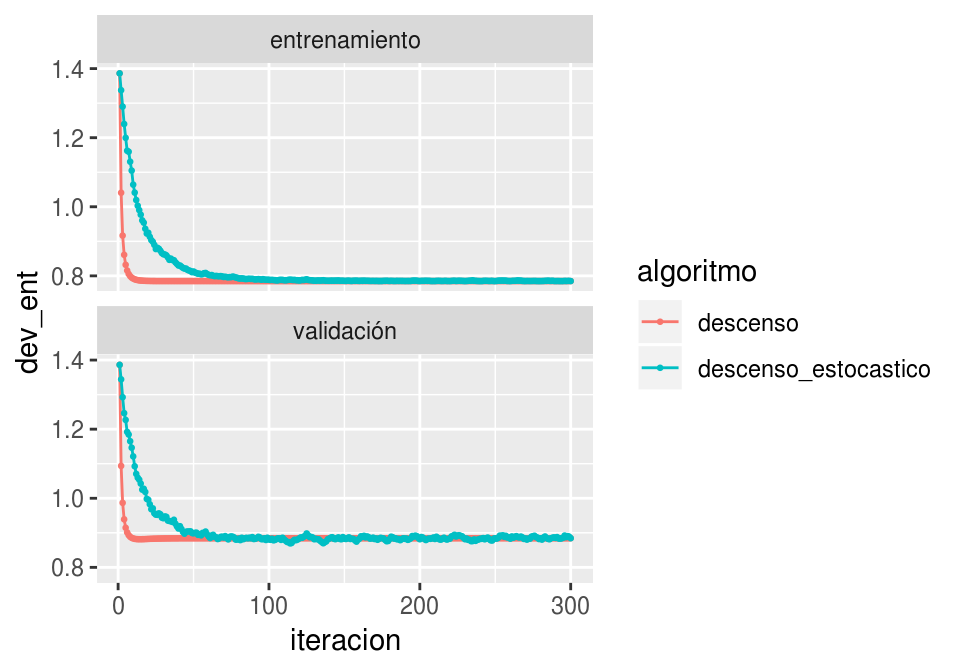 entrenamiento
1.4
1.2
1.0
0.8
validación
1.4
1.2
1.0
0.8
0
100
200
300
iteracion
dev_ent
algoritmo
descenso
descenso_estocastico